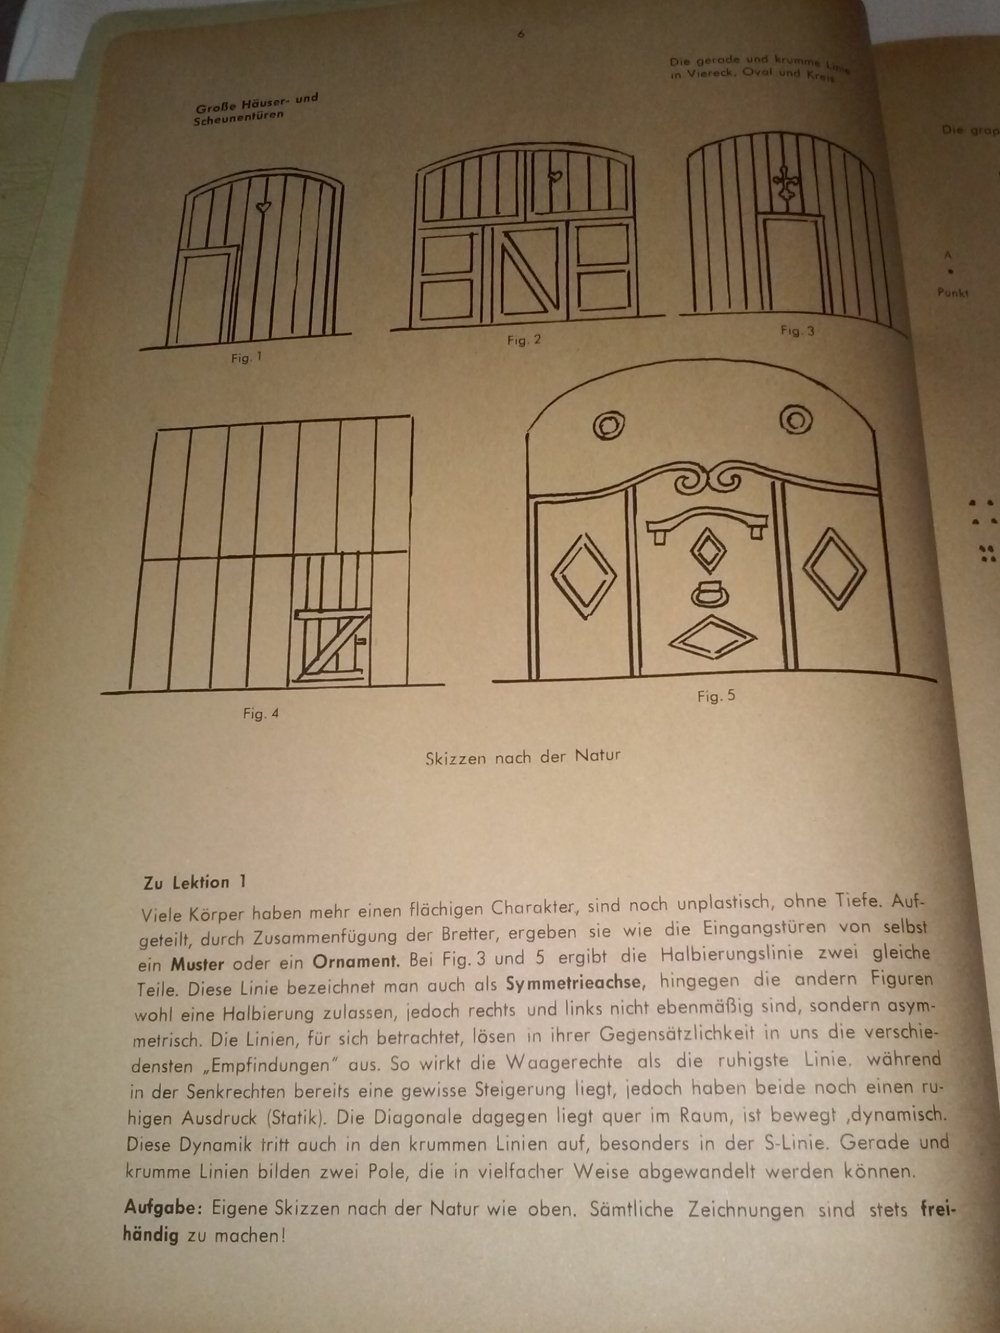 6
Die gerade und krumme Linie
in Viereck, Oval und Kreis
Große Häuser- und
Scheunentüren
Fig. 1
Fig. 2
Fig. 3
Fig. 4
Fig. 5
Skizzen nach der Natur
Zu Lektion 1
Viele Körper haben mehr einen flächigen Charakter, sind noch unplastisch, ohne Tiefe. Auf-
geteilt, durch Zusammenfügung der Bretter, ergeben sie wie die Eingangstüren von selbst
ein Muster oder ein Ornament. Bei Fig. 3 und 5 ergibt die Halbierungslinie zwei gleiche
Teile. Diese Linie bezeichnet man auch als Symmetrieachse, hingegen die andern Figuren
wohl eine Halbierung zulassen, jedoch rechts und links nicht ebenmäßig sind, sondern asym-
metrisch. Die Linien, für sich betrachtet, lösen in ihrer Gegensätzlichkeit in uns die verschie-
densten „Empfindungen“ aus. So wirkt die Waagerechte als die ruhigste Linie, während
in der Senkrechten bereits eine gewisse Steigerung liegt, jedoch haben beide noch einen ru-
higen Ausdruck (Statik). Die Diagonale dagegen liegt quer im Raum, ist bewegt ,dynamisch.
Diese Dynamik tritt auch in den krummen Linien auf, besonders in der S-Linie. Gerade und
krumme Linien bilden zwei Pole, die in vielfacher Weise abgewandelt werden können.
Aufgabe: Eigene Skizzen nach der Natur wie oben. Sämtliche Zeichnungen sind stets frei-
händig zu machen!
Die grap
A
Punkt